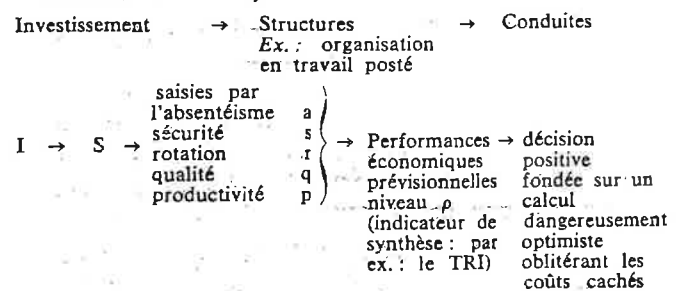 Investissement → Structures → Conduites
Ex. : organisation
en travail posté
saisies par
l'absentéisme a
sécurité s
I → S → rotation r → Performances → décision
qualité q économiques positive
productivité p prévisionnelles fondée sur un
niveau ρ calcul
(indicateur de dangereusement
synthèse : par optimiste
ex. : le TRI) oblitérant les
coûts cachés